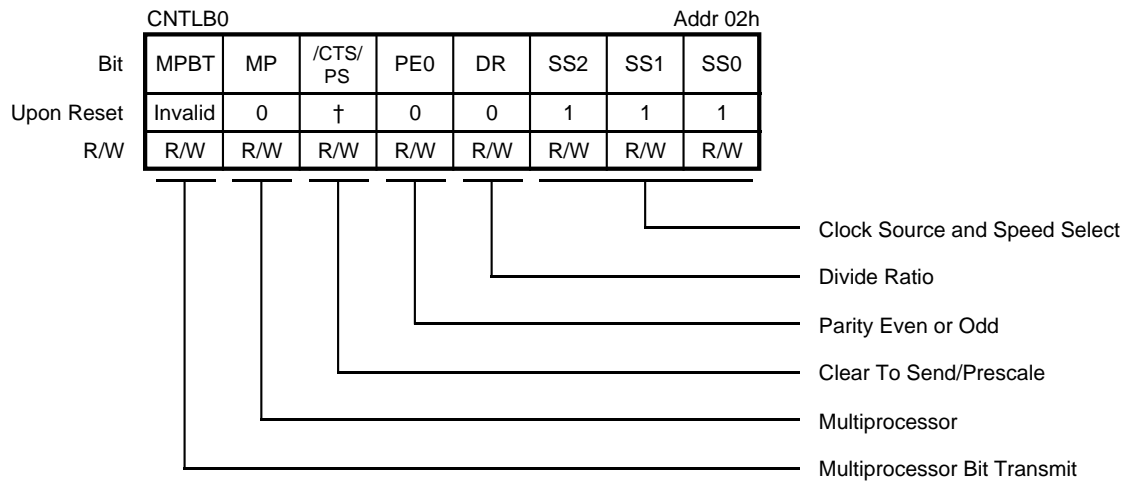 CNTLB0 Addr 02h
Bit MPBT MP /CTS/ PS PE0 DR SS2 SS1 SS0
Upon Reset Invalid 0 † 0 0 1 1 1
R/W R/W R/W R/W R/W R/W R/W R/W R/W
Clock Source and Speed Select
Divide Ratio
Parity Even or Odd
Clear To Send/Prescale
Multiprocessor
Multiprocessor Bit Transmit